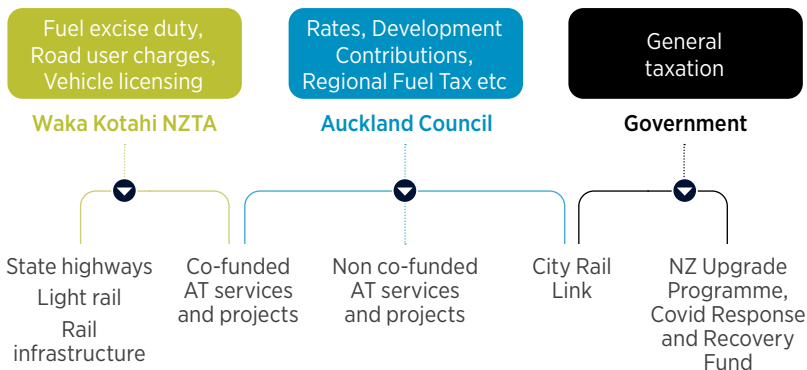 Fuel excise duty,
Road user charges,
Vehicle licensing
Rates, Development
Contributions,
Regional Fuel Tax etc
General
taxation
Waka Kotahi NZTA
Auckland Council
Government
State highways
Light rail
Rail
infrastructure
Co-funded
AT services
and projects
Non co-funded
AT services
and projects
City Rail
Link
NZ Upgrade
Programme,
Covid Response
and Recovery
Fund